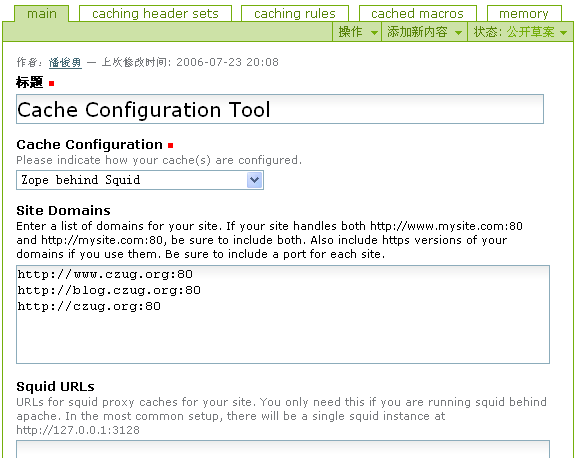 main caching header sets caching rules cached macros memory
操作 添加新内容 状态: 公开草案
作者: 潘俊勇 — 上次修改时间: 2006-07-23 20:08
标题
Cache Configuration Tool
Cache Configuration
Please indicate how your cache(s) are configured.
Zope behind Squid
Site Domains
Enter a list of domains for your site. If your site handles both http://www.mysite.com:80
and http://mysite.com:80, be sure to include both. Also include https versions of your
domains if you use them. Be sure to include a port for each site.
http://www.czug.org:80
http://blog.czug.org:80
http://czug.org:80
Squid URLs
URLs for squid proxy caches for your site. You only need this if you are running squid behind
apache. In the most common setup, there will be a single squid instance at
http://127.0.0.1:3128